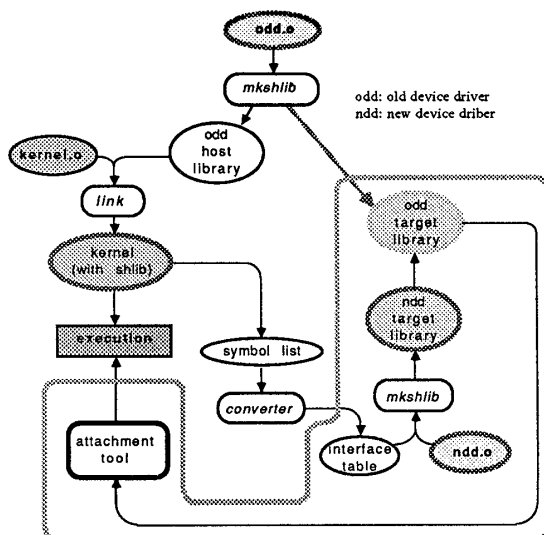 odd.o
mkshlib
odd: old device driver
ndd: new device driber
odd
host
library
kernel.o
link
odd
target
library
kernel
(with shlib)
ndd
target
library
execution
symbol list
mkshlib
converter
attachment
tool
interface
table
ndd.o